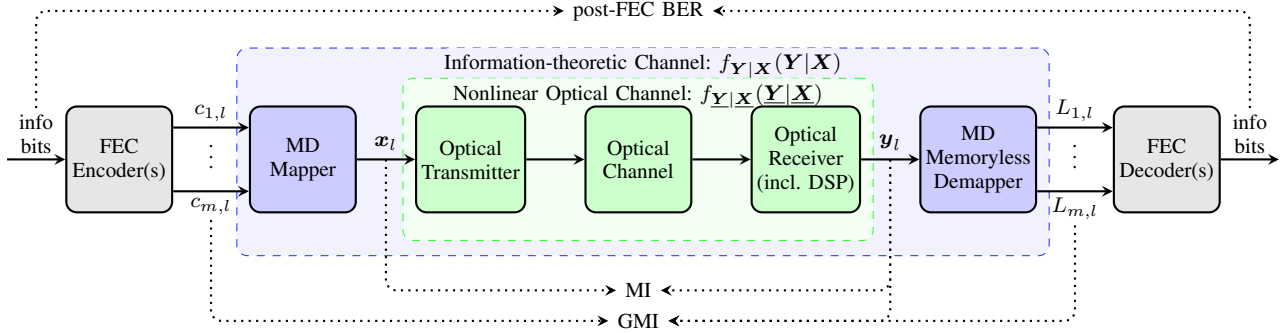 post-FEC BER
Information-theoretic Channel: f_{Y|X}(Y|X)
Nonlinear Optical Channel: f_{Y|X}(Y|X)
info
bits
FEC
Encoder(s)
c_{1,l}
⋮
c_{m,l}
MD
Mapper
x_l
Optical
Transmitter
Optical
Channel
Optical
Receiver
(incl. DSP)
y_l
MD
Memoryless
Demapper
L_{1,l}
⋮
L_{m,l}
FEC
Decoder(s)
info
bits
MI
GMI